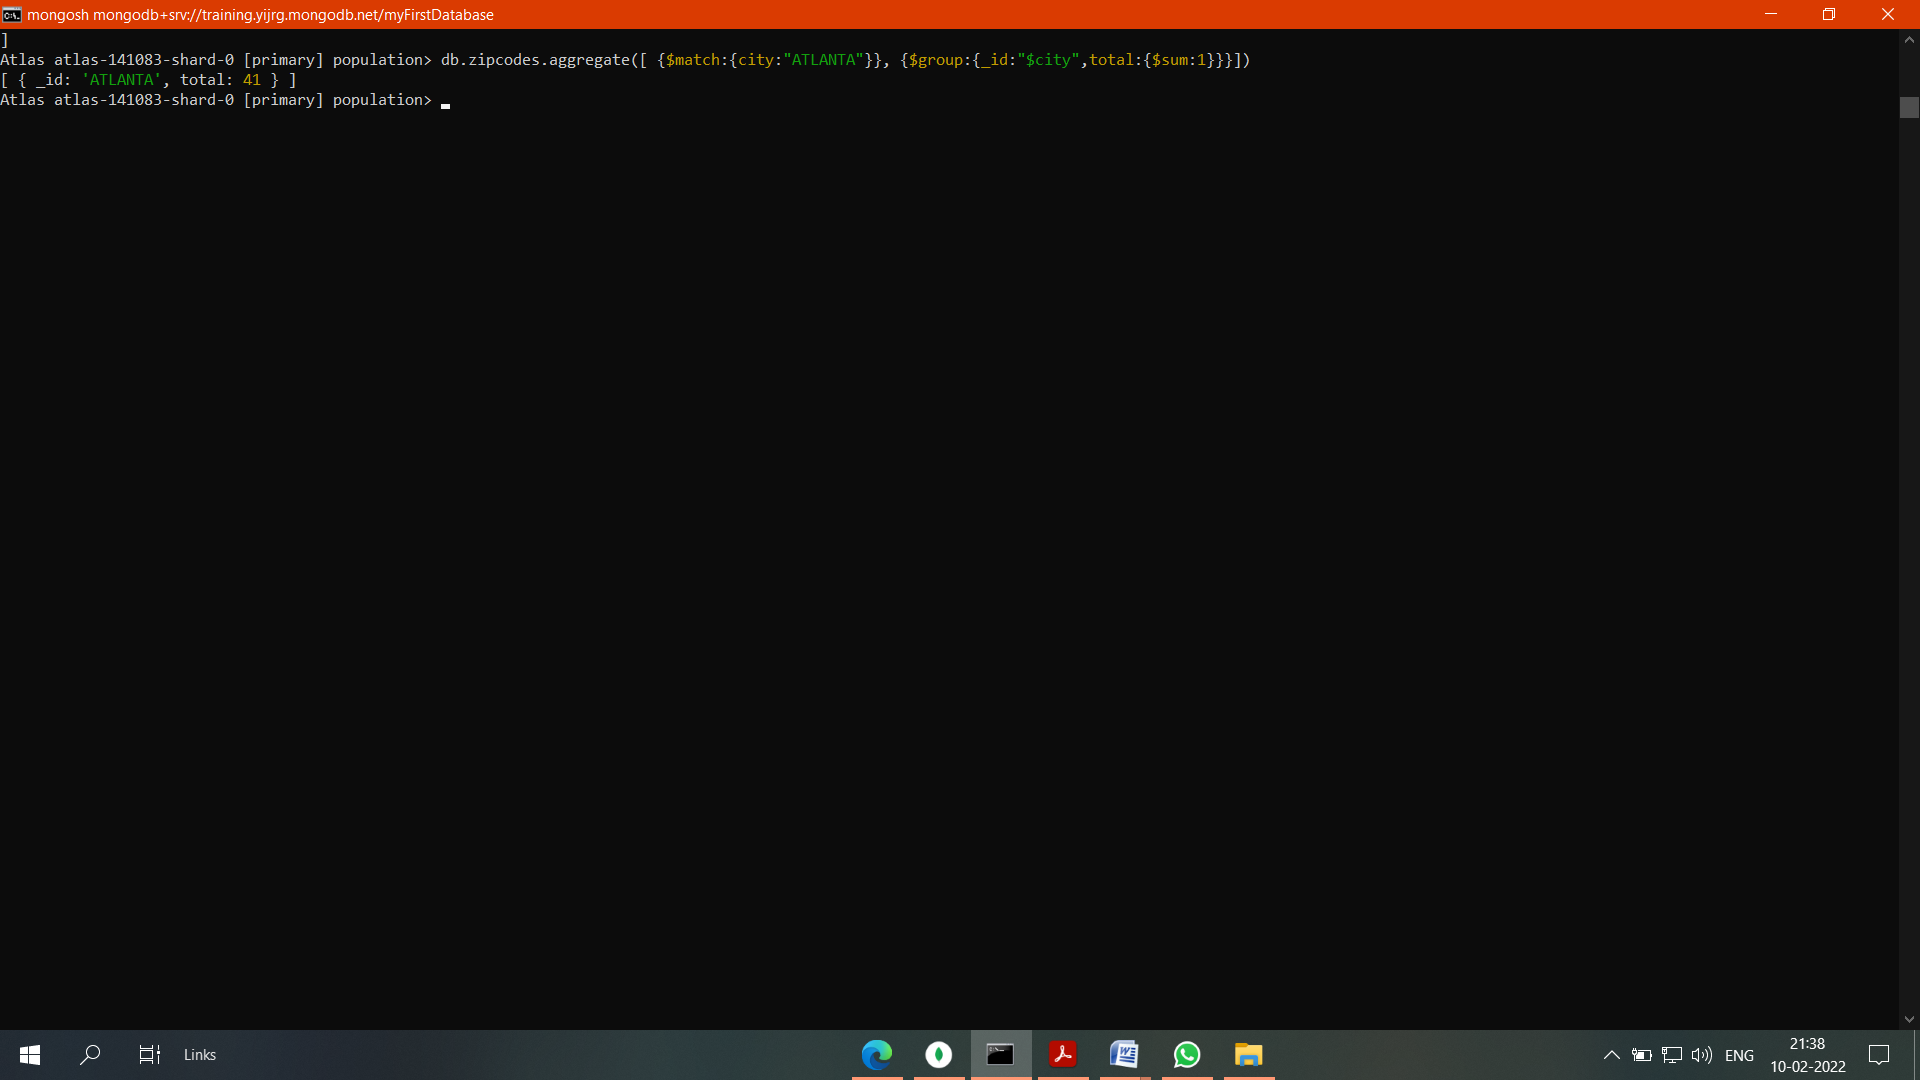 mongosh mongodb+srv://training.yijrg.mongodb.net/myFirstDatabase
]
Atlas atlas-141083-shard-0 [primary] population> db.zipcodes.aggregate([ {$match:{city:"ATLANTA"}}, {$group:{_id:"$city",total:{$sum:1}}}])
[ { _id: 'ATLANTA', total: 41 } ]
Atlas atlas-141083-shard-0 [primary] population>
Links
ENG
21:38
10-02-2022